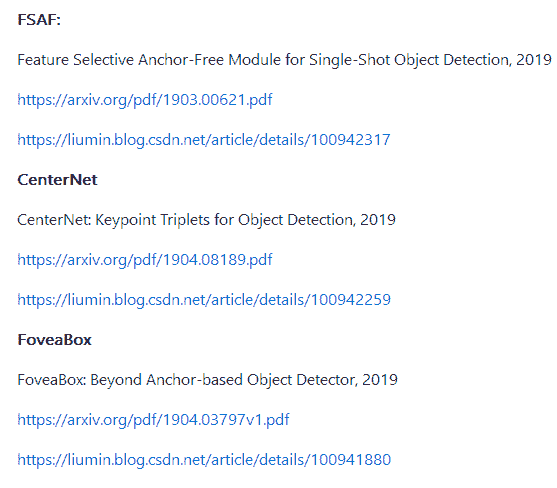 FSAF:
Feature Selective Anchor-Free Module for Single-Shot Object Detection, 2019
https://arxiv.org/pdf/1903.00621.pdf
https://liumin.blog.csdn.net/article/details/100942317
CenterNet
CenterNet: Keypoint Triplets for Object Detection, 2019
https://arxiv.org/pdf/1904.08189.pdf
https://liumin.blog.csdn.net/article/details/100942259
FoveaBox
FoveaBox: Beyond Anchor-based Object Detector, 2019
https://arxiv.org/pdf/1904.03797v1.pdf
https://liumin.blog.csdn.net/article/details/100941880